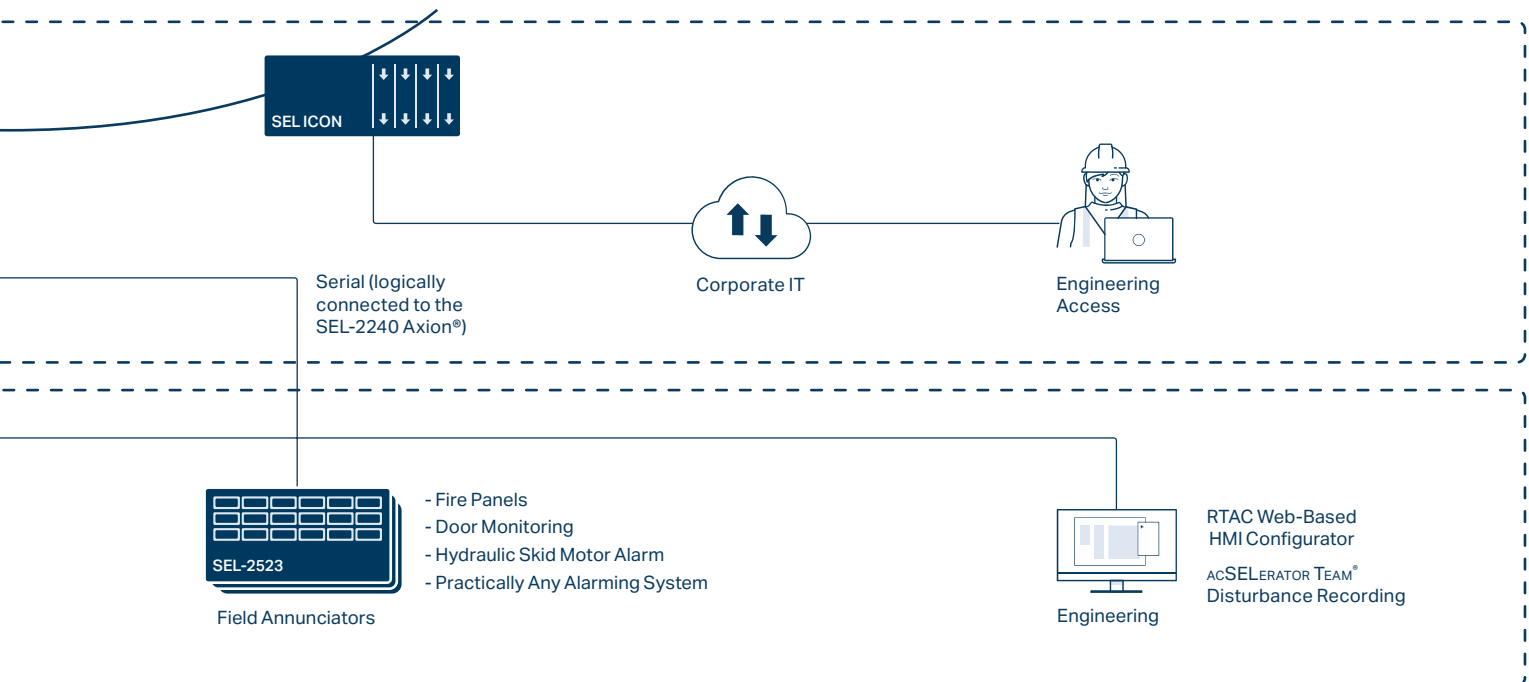 SEL ICON
Corporate IT
Engineering
Access
Serial (logically
connected to the
SEL-2240 Axion®)
SEL-2523
Field Annunciators
- Fire Panels
- Door Monitoring
- Hydraulic Skid Motor Alarm
- Practically Any Alarming System
Engineering
RTAC Web-Based
HMI Configurator
ACSELERATOR TEAM®
Disturbance Recording